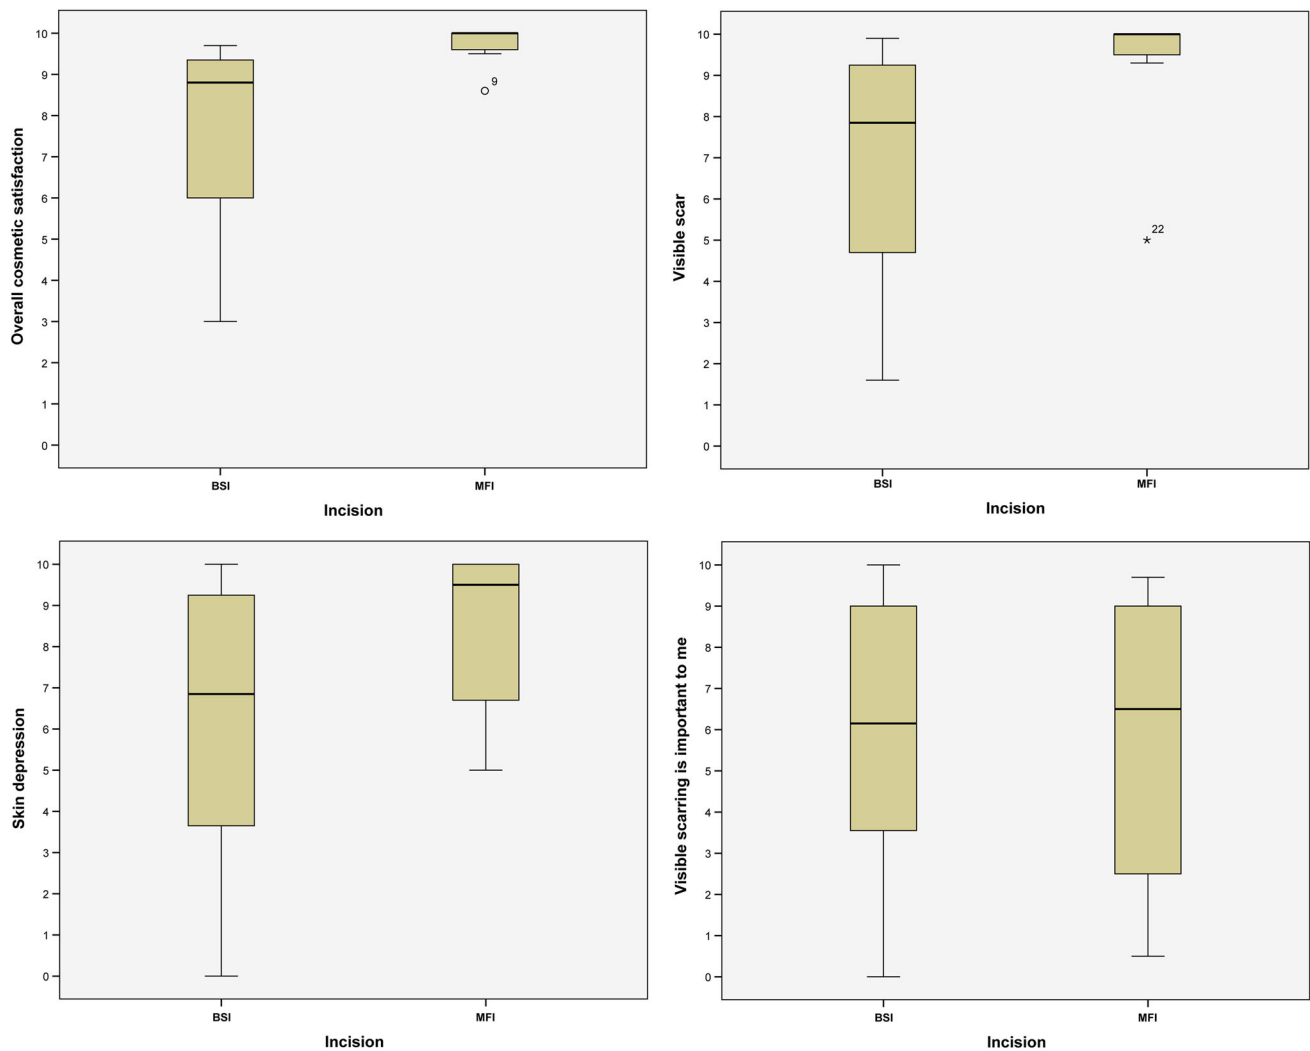 Overall cosmetic satisfaction
10
9
8
7
6
5
4
3
2
1
0
9
BSI
MFI
Incision
Visible scar
10
9
8
7
6
5
4
3
2
1
0
22
*
BSI
MFI
Incision
Skin depression
10
9
8
7
6
5
4
3
2
1
0
BSI
MFI
Incision
Visible scarring is important to me
10
9
8
7
6
5
4
3
2
1
0
BSI
MFI
Incision